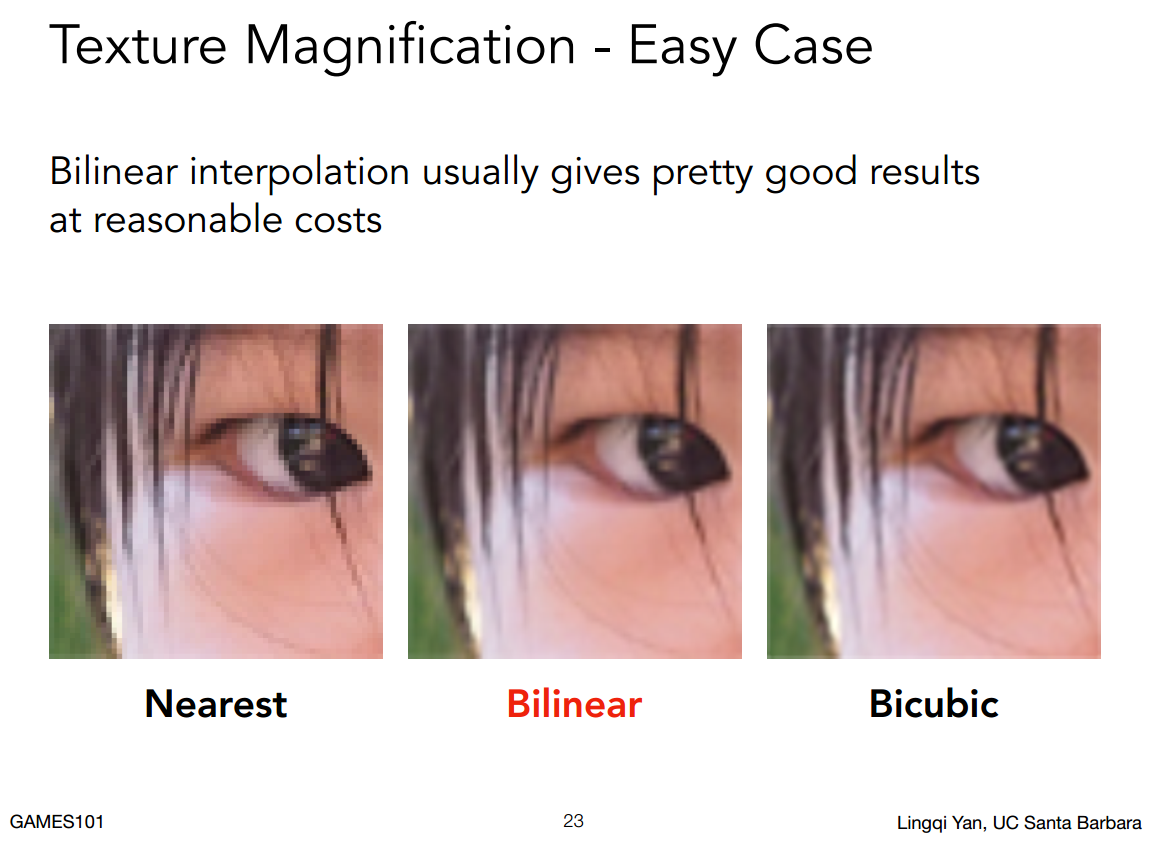 Texture Magnification - Easy Case
Bilinear interpolation usually gives pretty good results
at reasonable costs
Nearest
Bilinear
Bicubic
GAMES101
23
Lingqi Yan, UC Santa Barbara